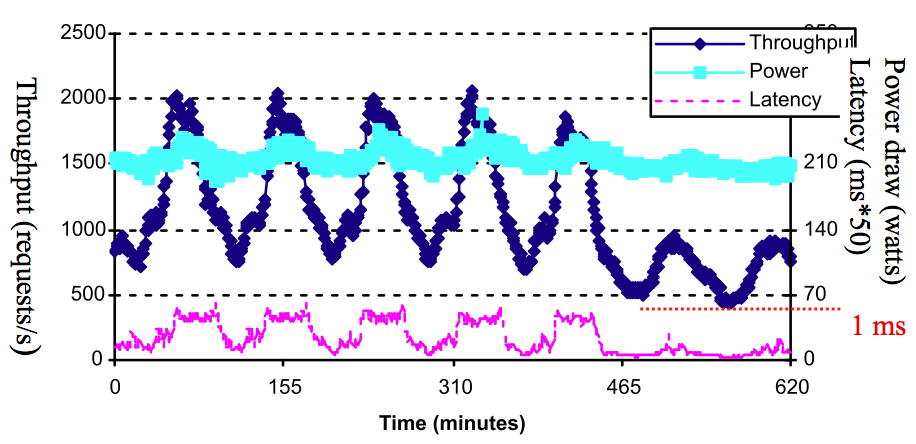 2500
2000
1500
1000
500
0
Throughput (requests/s)
Throughput
Power
Latency
210
140
70
0
Power draw (watts)
Latency (ms*50)
1 ms
0
155
310
465
620
Time (minutes)